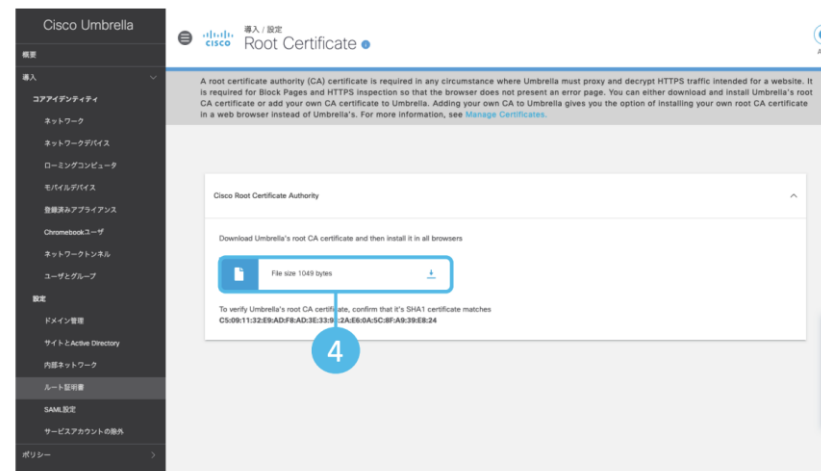 Cisco Umbrella
概要
導入
コアアイデンティティ
ネットワーク
ネットワークデバイス
ローミングコンピュータ
モバイルデバイス
登録済みアプライアンス
Chromebookユーザ
ネットワークトンネル
ユーザとグループ
設定
ドメイン管理
サイトとActive Directory
内部ネットワーク
ルート証明書
SAML設定
サービスアカウントの除外
ポリシー
CISCO
導入 / 設定
Root Certificate
A root certificate authority (CA) certificate is required in any circumstance where Umbrella must proxy and decrypt HTTPS traffic intended for a website. It
is required for Block Pages and HTTPS inspection so that the browser does not present an error page. You can either download and install Umbrella's root
CA certificate or add your own CA certificate to Umbrella. Adding your own CA to Umbrella gives you the option of installing your own root CA certificate
in a web browser instead of Umbrella's. For more information, see Manage Certificates.
Cisco Root Certificate Authority
Download Umbrella's root CA certificate and then install it in all browsers
File size 1049 bytes
To verify Umbrella's root CA certificate, confirm that it's SHA1 certificate matches
4